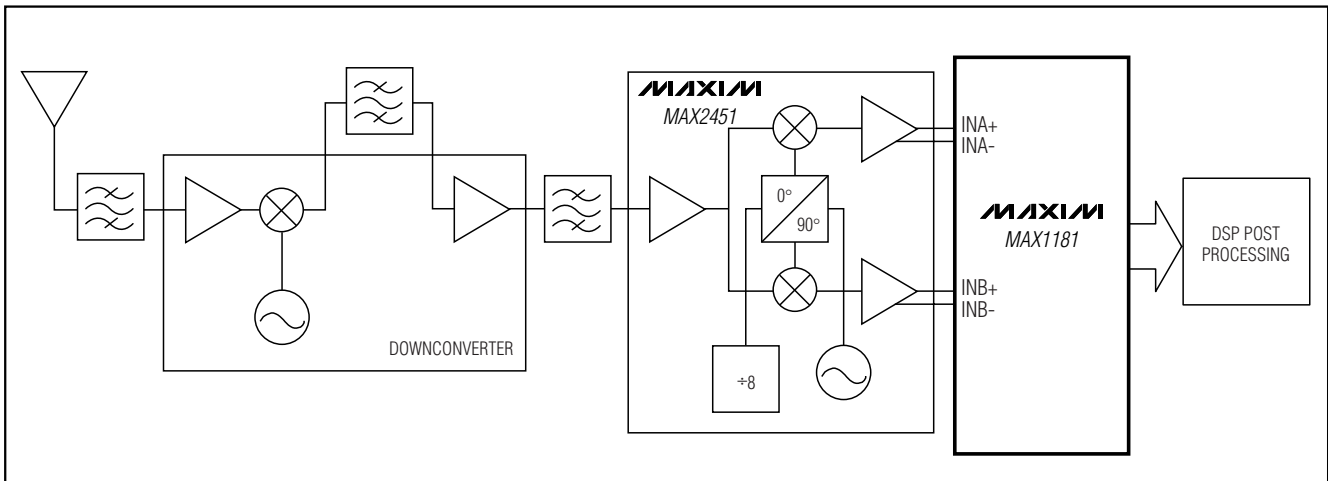 MAXIM
MAX2451
INA+
INA-
0°
90°
MAXIM
MAX1181
DSP POST
PROCESSING
INB+
INB-
DOWNCONVERTER
÷8